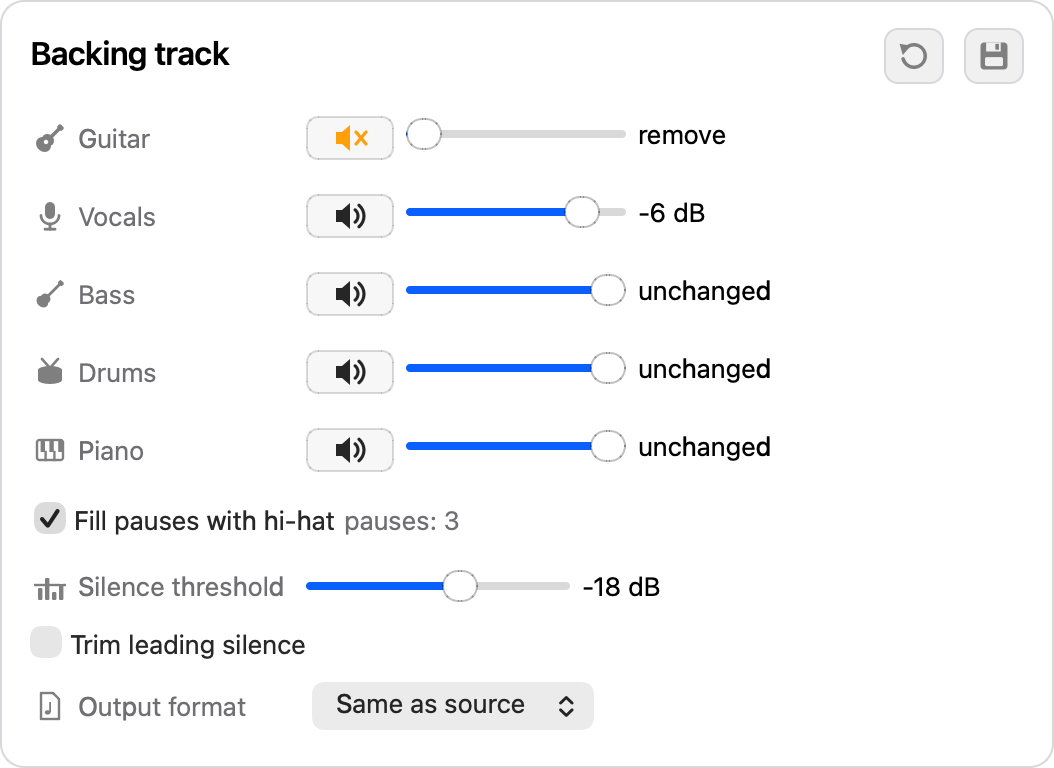 Backing track
Guitar remove
Vocals -6 dB
Bass unchanged
Drums unchanged
Piano unchanged
Fill pauses with hi-hat pauses: 3
Silence threshold -18 dB
Trim leading silence
Output format Same as source